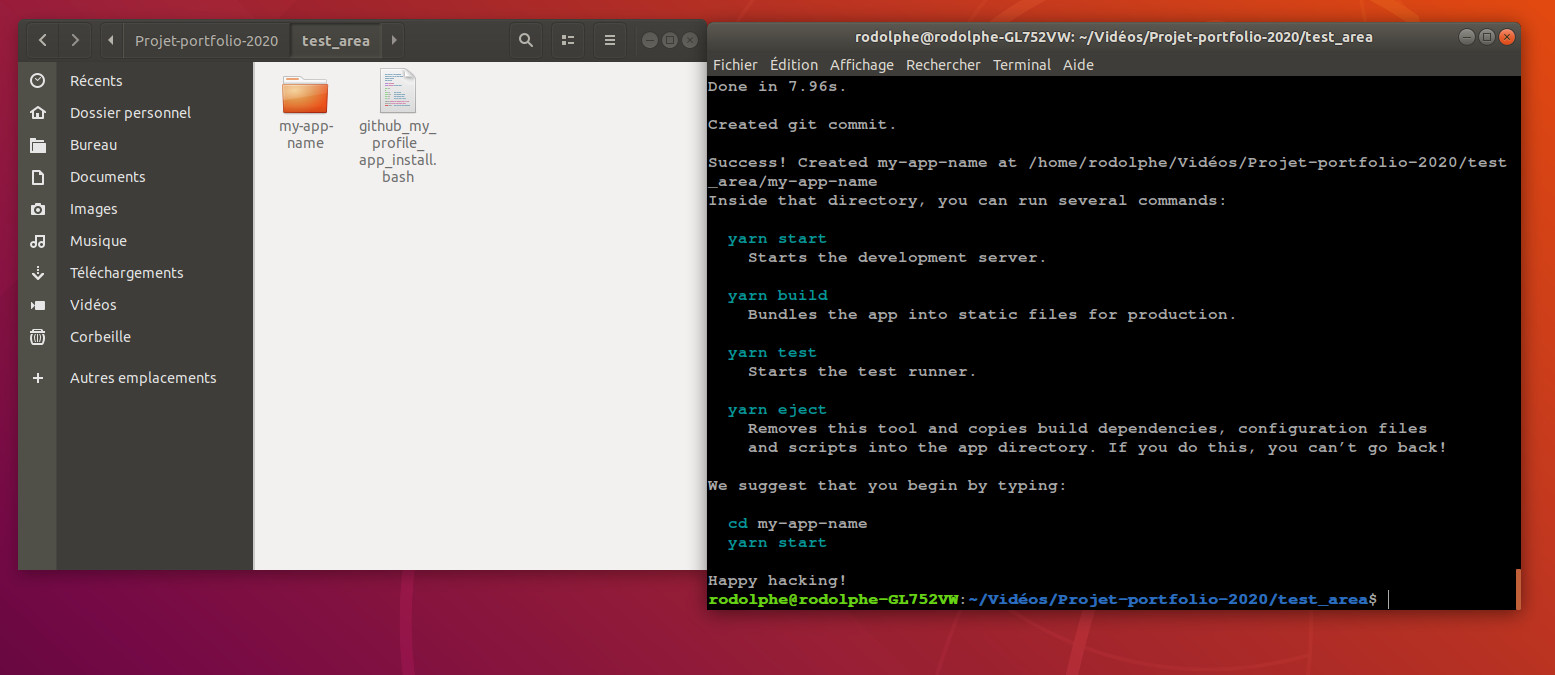 Projet-portfolio-2020
test_area
Récents
Dossier personnel
Bureau
Documents
Images
Musique
Téléchargements
Vidéos
Corbeille
Autres emplacements
my-app-
name
github_my_
profile_
app_install.
bash
rodolphe@rodolphe-GL752VW: ~/Vidéos/Projet-portfolio-2020/test_area
Fichier Édition Affichage Rechercher Terminal Aide
Done in 7.96s.
Created git commit.
Success! Created my-app-name at /home/rodolphe/Vidéos/Projet-portfolio-2020/test
_area/my-app-name
Inside that directory, you can run several commands:
yarn start
Starts the development server.
yarn build
Bundles the app into static files for production.
yarn test
Starts the test runner.
yarn eject
Removes this tool and copies build dependencies, configuration files
and scripts into the app directory. If you do this, you can’t go back!
We suggest that you begin by typing:
cd my-app-name
yarn start
Happy hacking!
rodolphe@rodolphe-GL752VW:~/Vidéos/Projet-portfolio-2020/test_area$